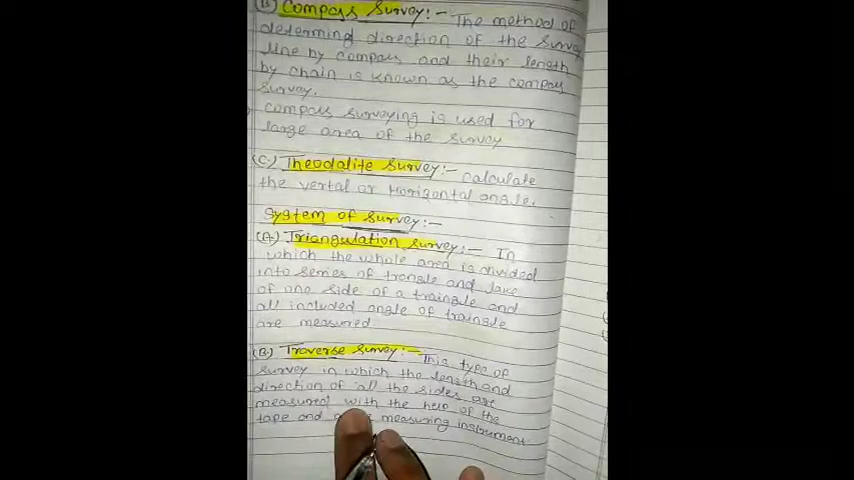 (B) Compass Survey:- The method of
determining direction of the survey
line by compass and their length
by chain is known as the compass
survey.
compass surveying is used for
large area of the survey
(C.) Theodalite Survey:- calculate
the vertal or Horizontal angle.
System of Survey:-
(A) Triangulation survey:- In
which the whole area is divided
into series of trangle and
of one side of a traingle and
all included angle of traingle
are measured
(B.) Traverse Survey:- This type of
survey in which the length and
direction of all the sides are
measured with the help of the
tape and measuring instrument